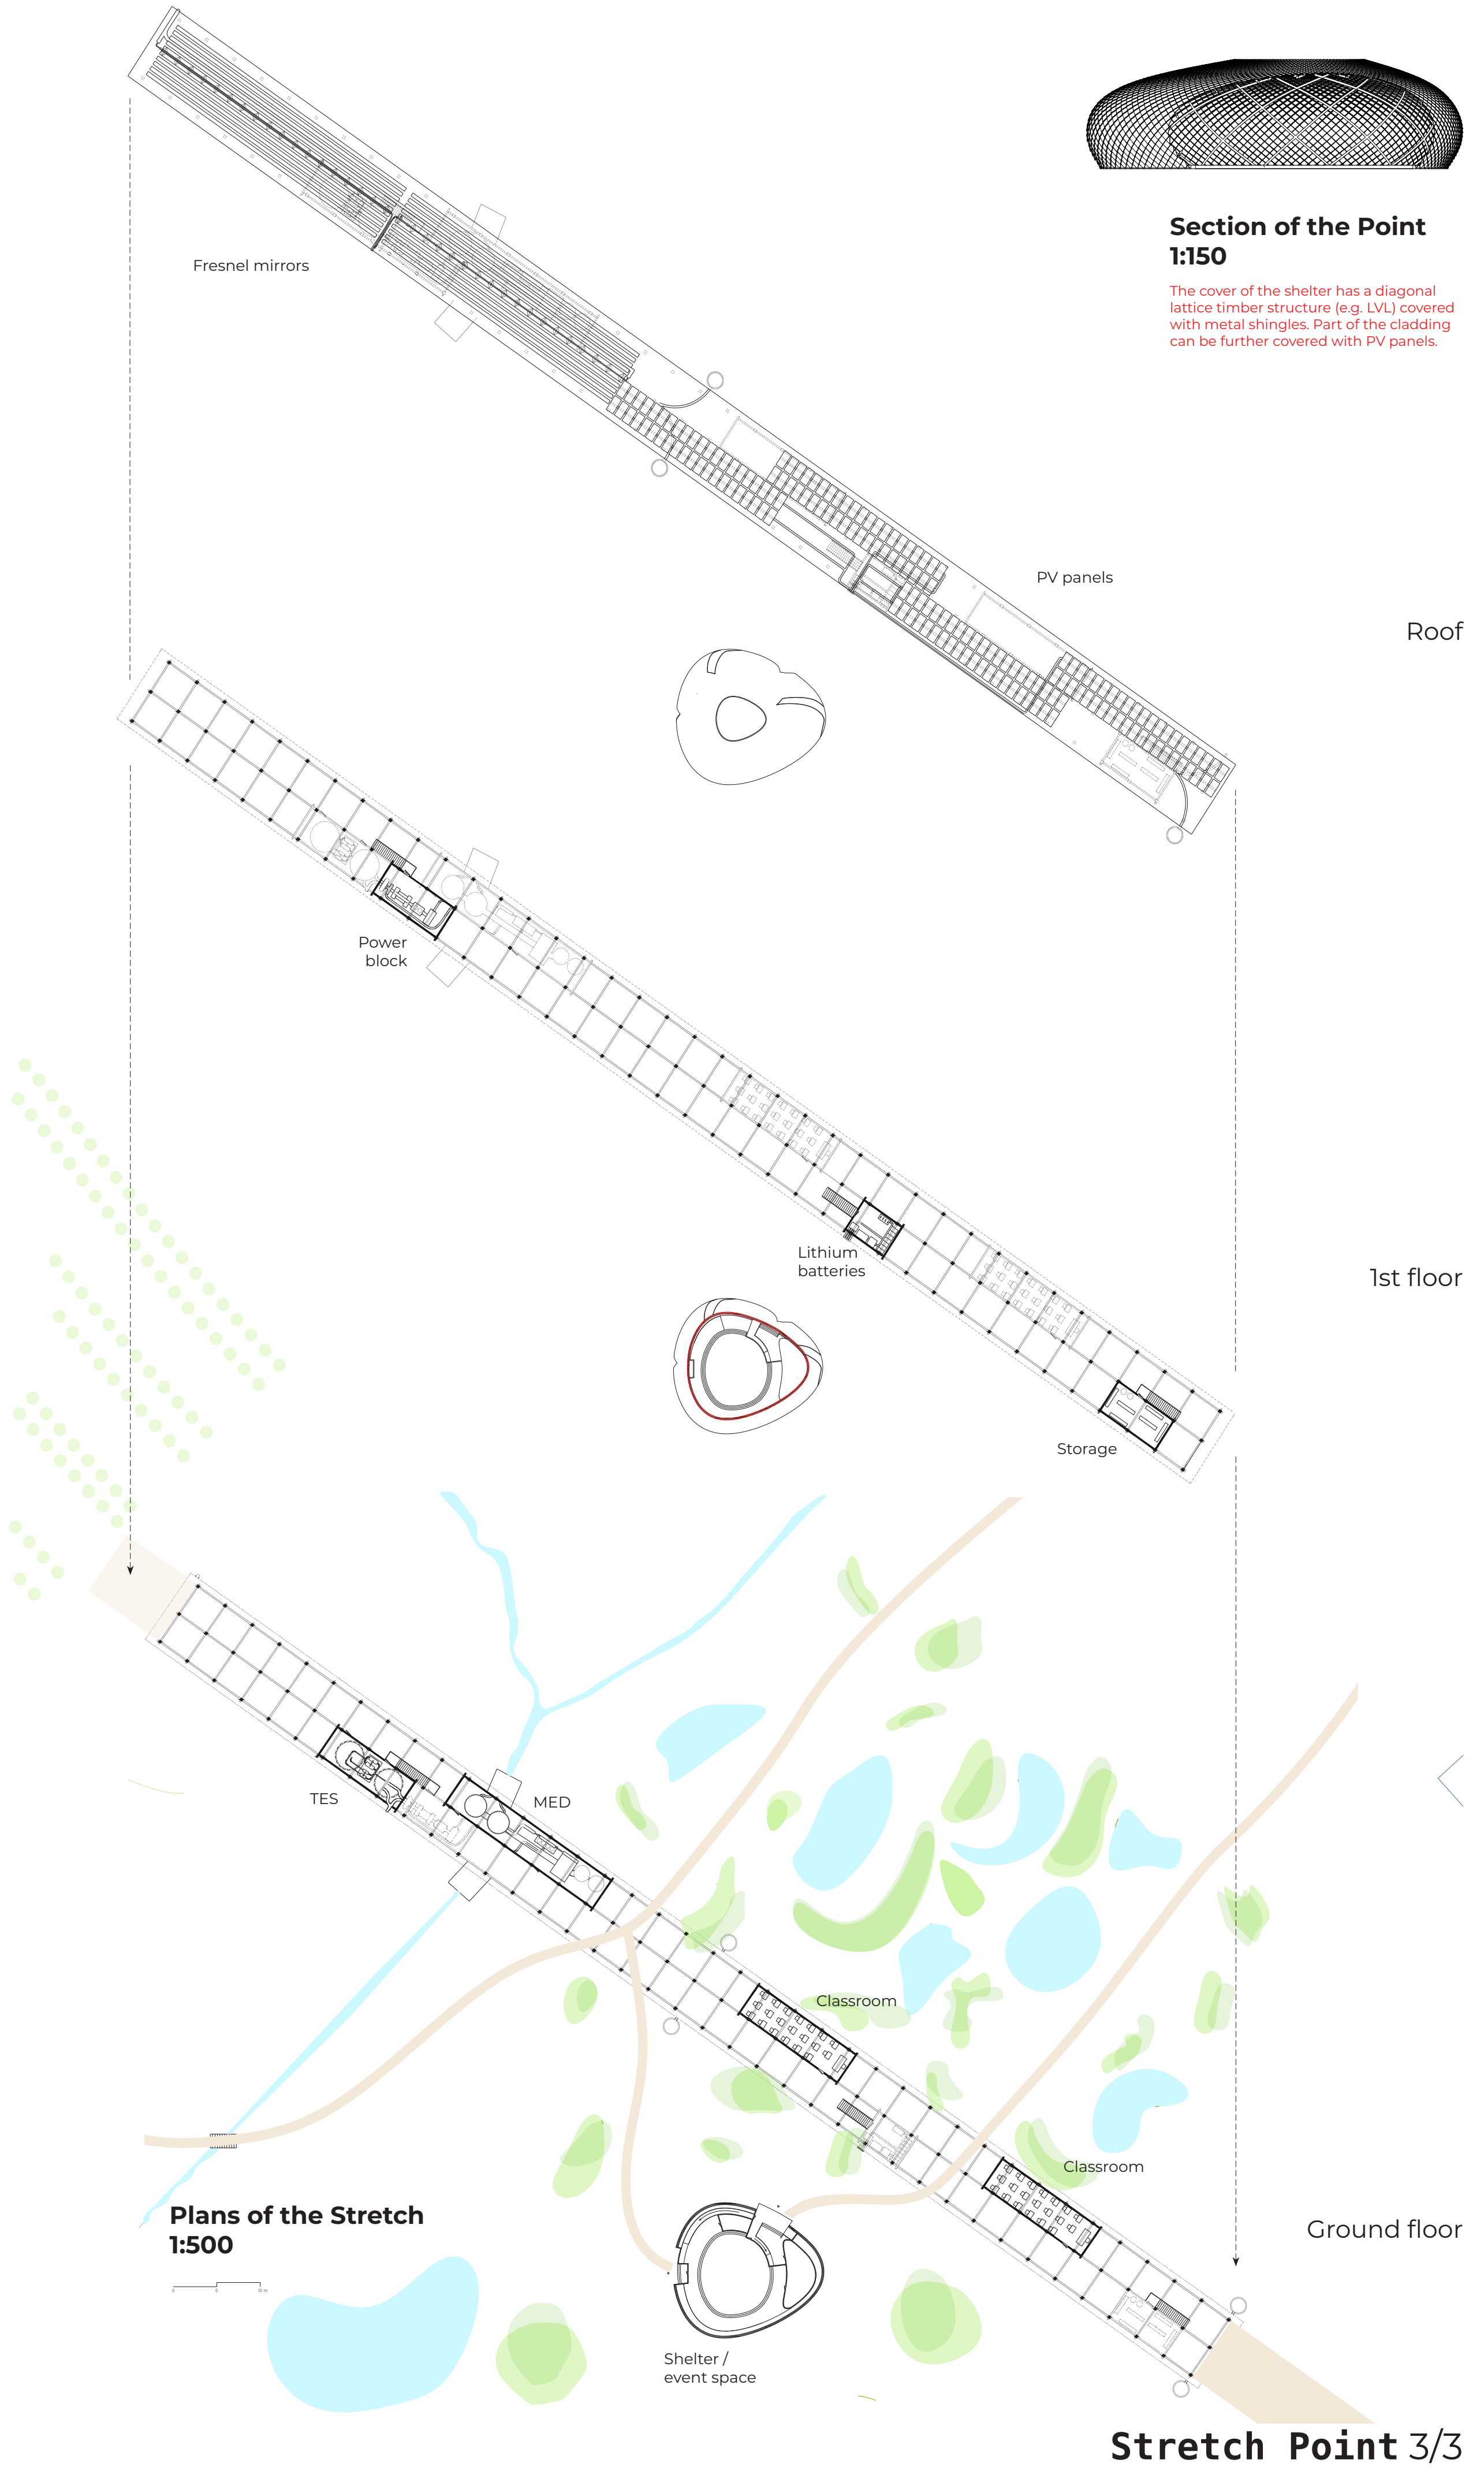 Section of the Point
1:150
The cover of the shelter has a diagonal
lattice timber structure (e.g. LVL) covered
with metal shingles. Part of the cladding
can be further covered with PV panels.
Fresnel mirrors
PV panels
Roof
Power
block
Lithium
batteries
1st floor
Storage
TES
MED
Classroom
Classroom
Plans of the Stretch
1:500
Ground floor
Shelter /
event space
Stretch Point 3/3